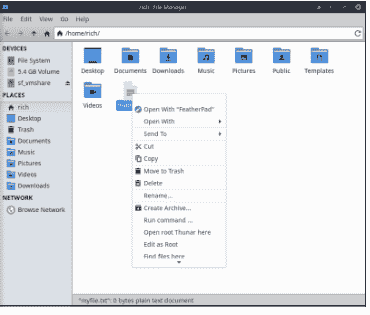 rich - File Manager
File Edit View Go Help
/home/rich/
DEVICES
File System
9.4 GB Volume
sf_vmshare
PLACES
rich
Desktop
Trash
Documents
Music
Pictures
Videos
Downloads
NETWORK
Browse Network
Desktop Documents Downloads Music Pictures Public Templates
Videos
Open With "FeatherPad"
Open With
Send To
Cut
Copy
Move to Trash
Delete
Rename...
Create Archive...
Run command ...
Open root Thunar here
Edit as Root
Find files here
"myfile.txt": 0 bytes plain text document